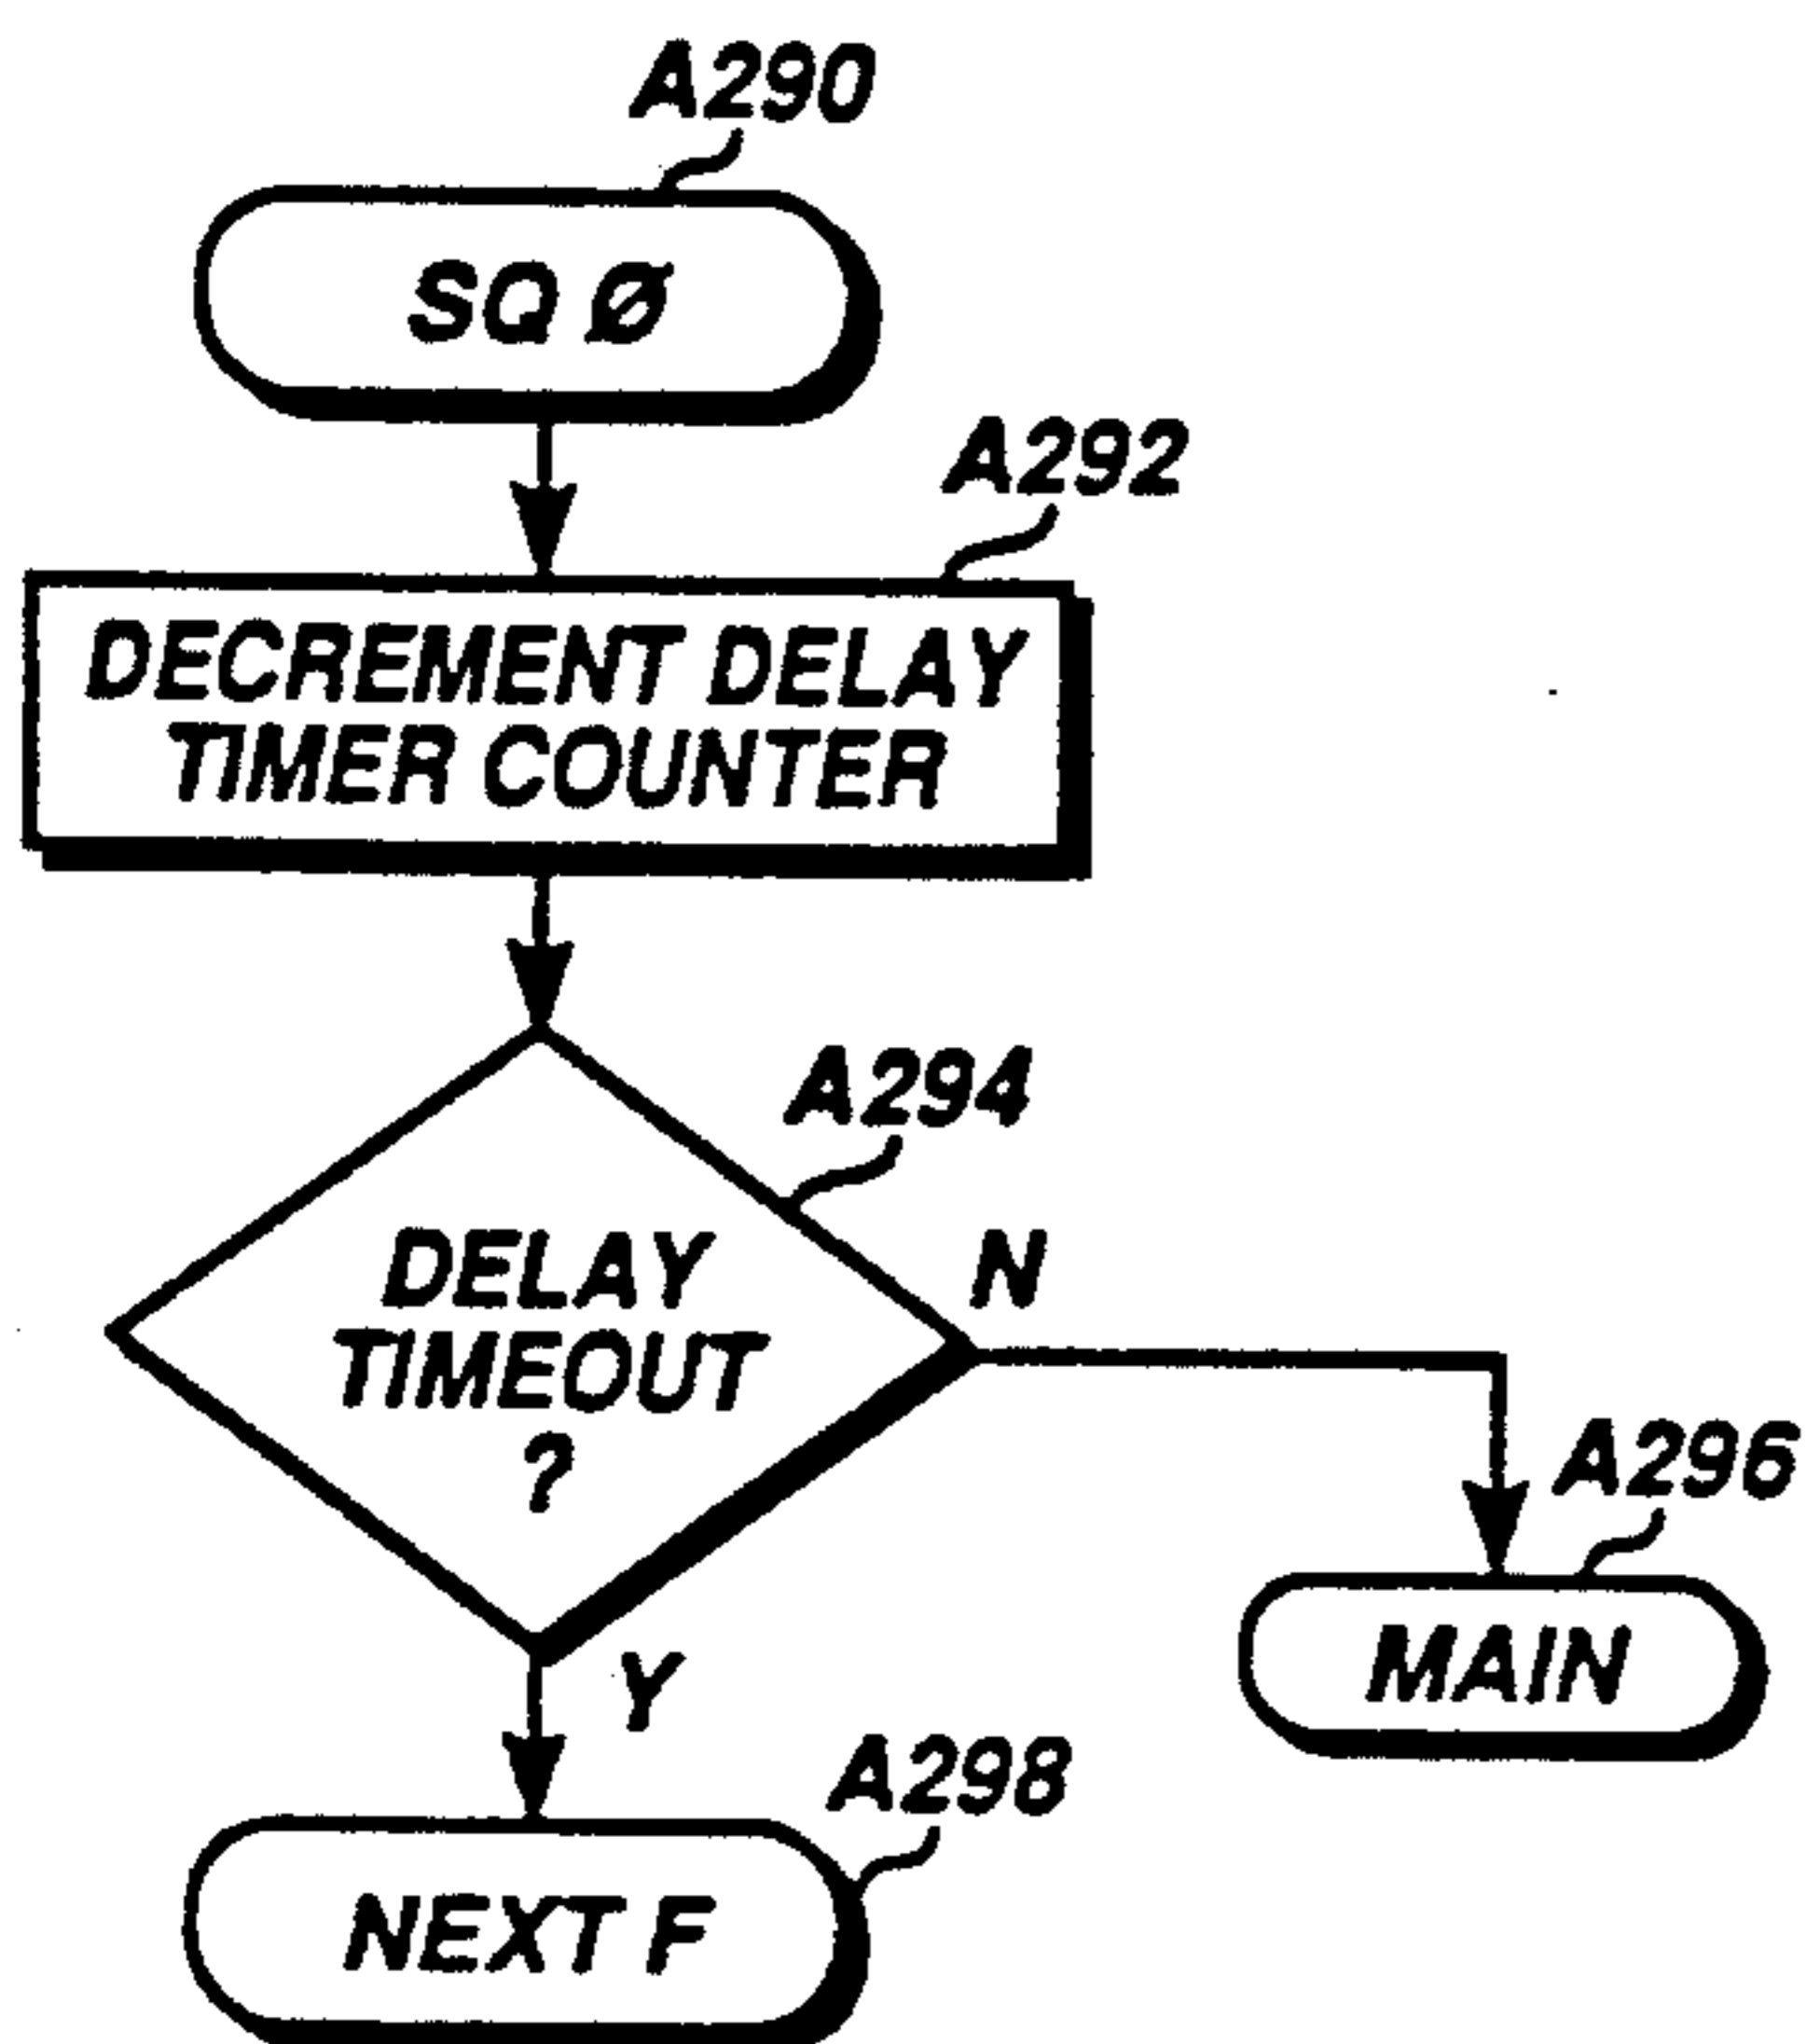 A290
SQ Ø
A292
DECREMENT DELAY
TIMER COUNTER
A294
DELAY
TIMEOUT
?
N
A296
MAIN
Y
A298
NEXT F